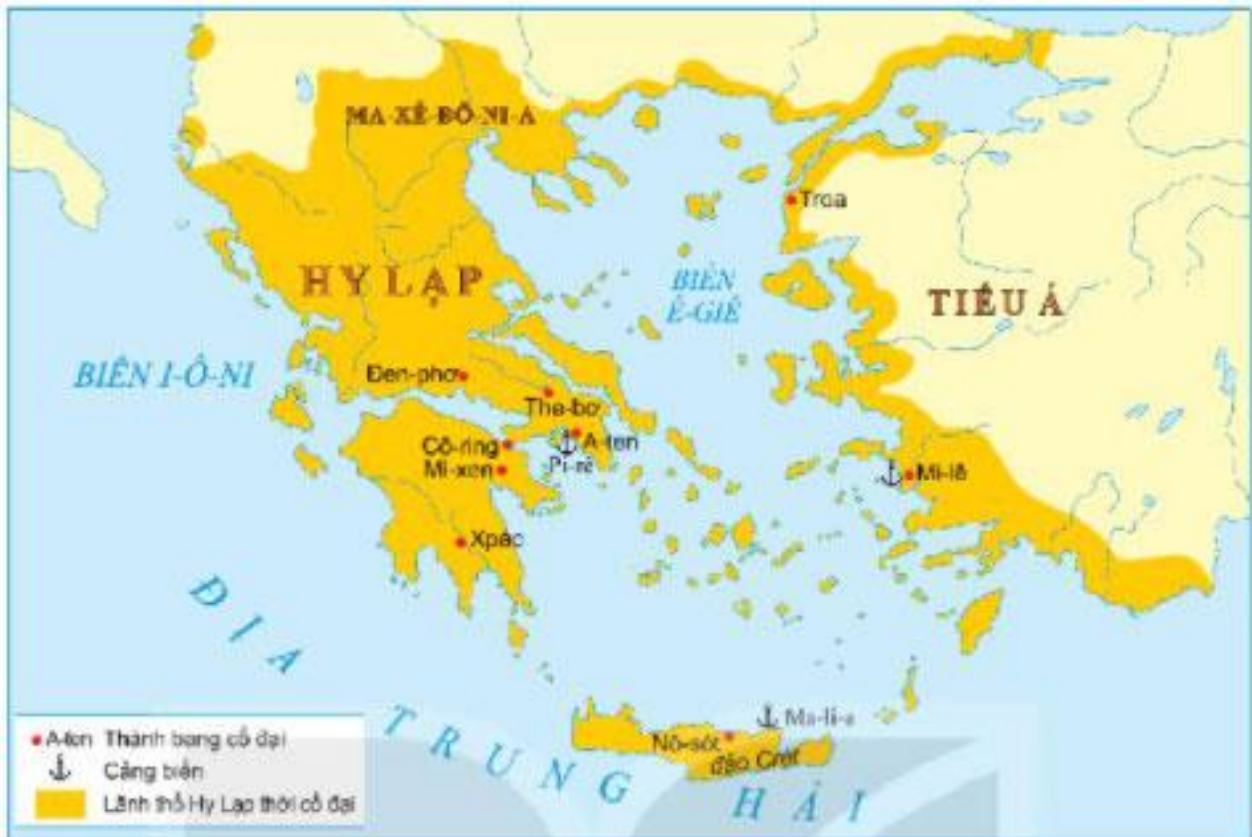 MA-XÊ-ĐÔ-NI-A
Troa
HY LẠP
BIỂN
Ê-GIÊ
TIỂU Á
BIỂN I-Ô-NI
Đen-phơ
The-bơ
Cô-ring
A-ten
Mi-xen
Pi-rê
Mi-lê
Xpác
ĐỊA TRUNG HẢI
Ma-li-a
Nô-sốt
đảo Crét
A-ten Thành bang cổ đại
Cảng biển
Lãnh thổ Hy Lạp thời cổ đại